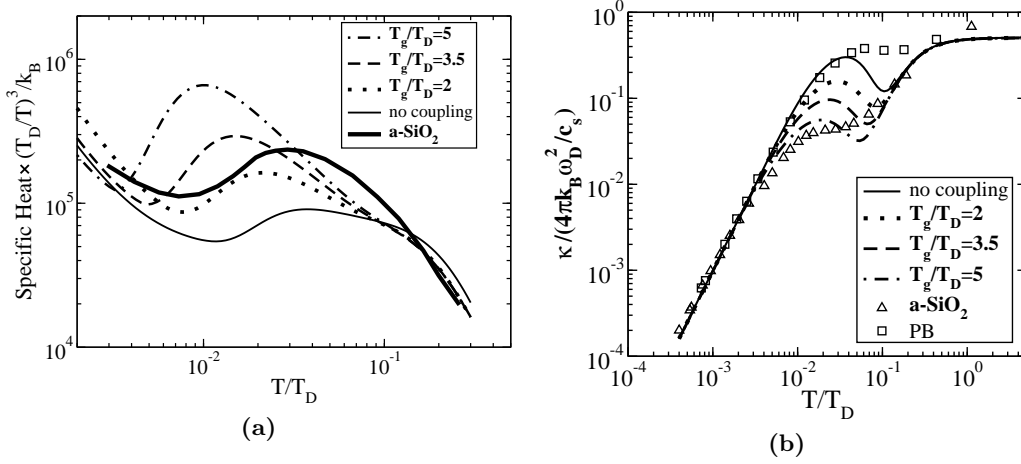 (a)
Specific Heat × (T_D/T)^3/k_B
10^6
10^5
10^4
10^-2
10^-1
T/T_D
T_g/T_D=5
T_g/T_D=3.5
T_g/T_D=2
no coupling
a-SiO_2
(b)
κ/(4πk_Bω_D^2/c_s)
10^0
10^-1
10^-2
10^-3
10^-4
10^-4
10^-3
10^-2
10^-1
10^0
T/T_D
no coupling
T_g/T_D=2
T_g/T_D=3.5
T_g/T_D=5
a-SiO_2
PB